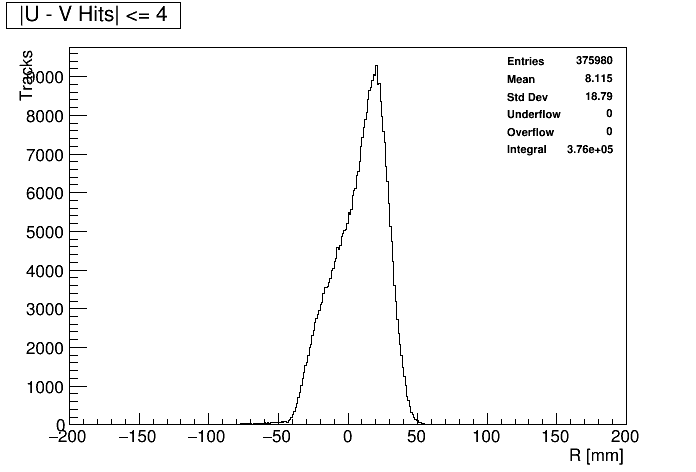 |U - V Hits| <= 4
Tracks
Entries 375980
Mean 8.115
Std Dev 18.79
Underflow 0
Overflow 0
Integral 3.76e+05
9000
8000
7000
6000
5000
4000
3000
2000
1000
0
−200 −150 −100 −50 0 50 100 150 200
R [mm]